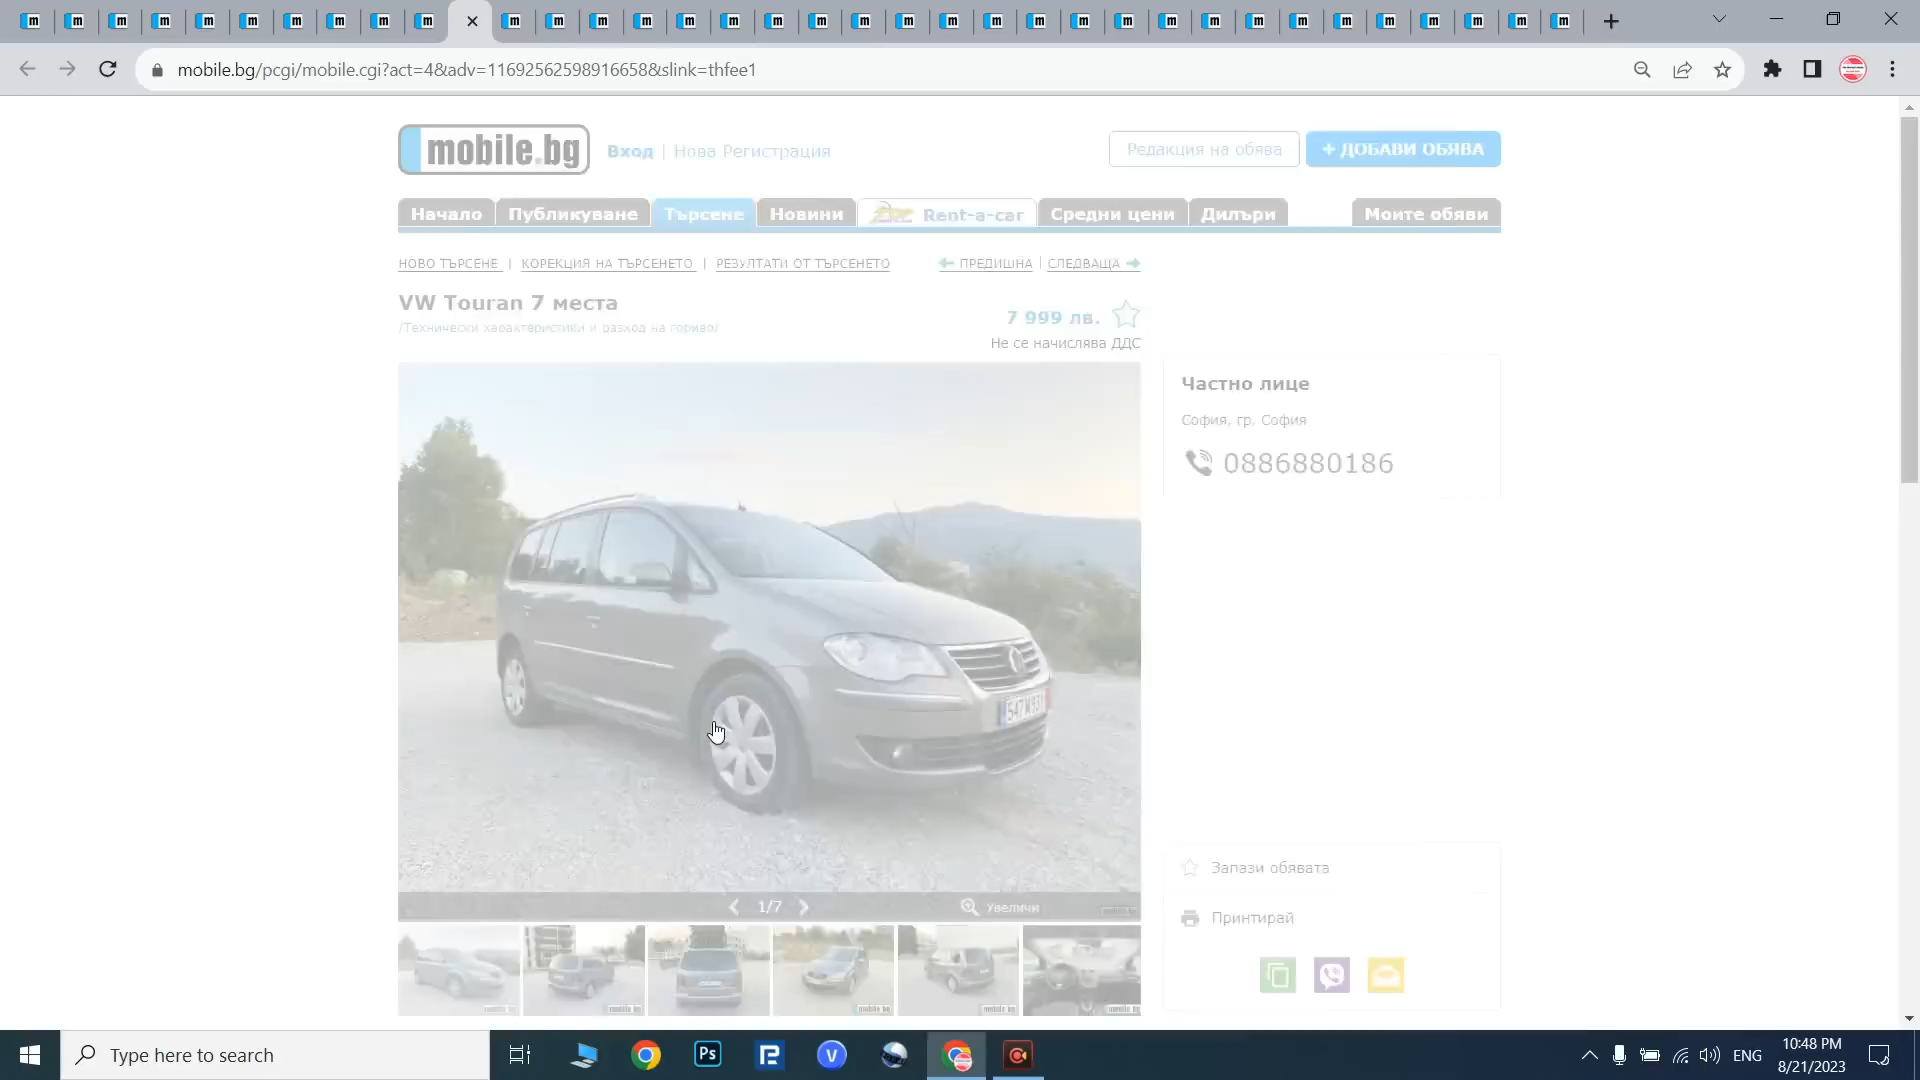 mobile.bg/pcgi/mobile.cgi?act=4&adv=11692562598916658&slink=thfee1
mobile.bg
Вход | Нова Регистрация
Редакция на обява
+ ДОБАВИ ОБЯВА
Начало
Публикуване
Търсене
Новини
Rent-a-car
Средни цени
Дилъри
Моите обяви
НОВО ТЪРСЕНЕ | КОРЕКЦИЯ НА ТЪРСЕНЕТО | РЕЗУЛТАТИ ОТ ТЪРСЕНЕТО
ПРЕДИШНА | СЛЕДВАЩА
VW Touran 7 места
/Технически характеристики и разход на гориво/
7 999 лв.
Не се начислява ДДС
Частно лице
София, гр. София
0886880186
1/7
Увеличи
Запази обявата
Принтирай
Type here to search
Ps
V
ENG
10:48 PM
8/21/2023